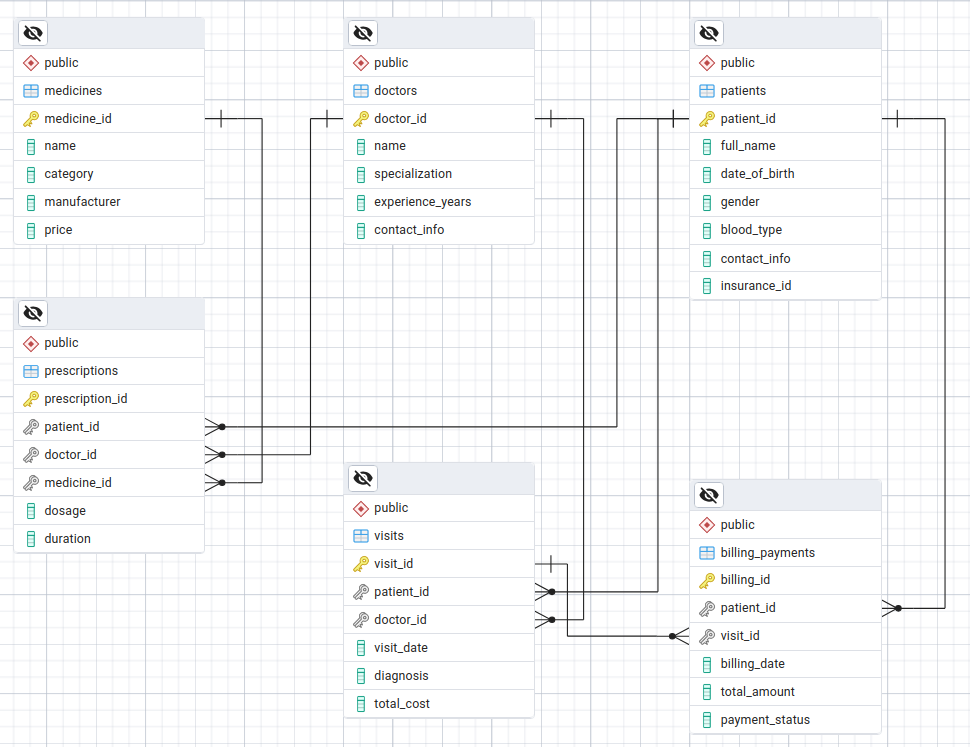 public
medicines
medicine_id
name
category
manufacturer
price
public
doctors
doctor_id
name
specialization
experience_years
contact_info
public
patients
patient_id
full_name
date_of_birth
gender
blood_type
contact_info
insurance_id
public
prescriptions
prescription_id
patient_id
doctor_id
medicine_id
dosage
duration
public
visits
visit_id
patient_id
doctor_id
visit_date
diagnosis
total_cost
public
billing_payments
billing_id
patient_id
visit_id
billing_date
total_amount
payment_status